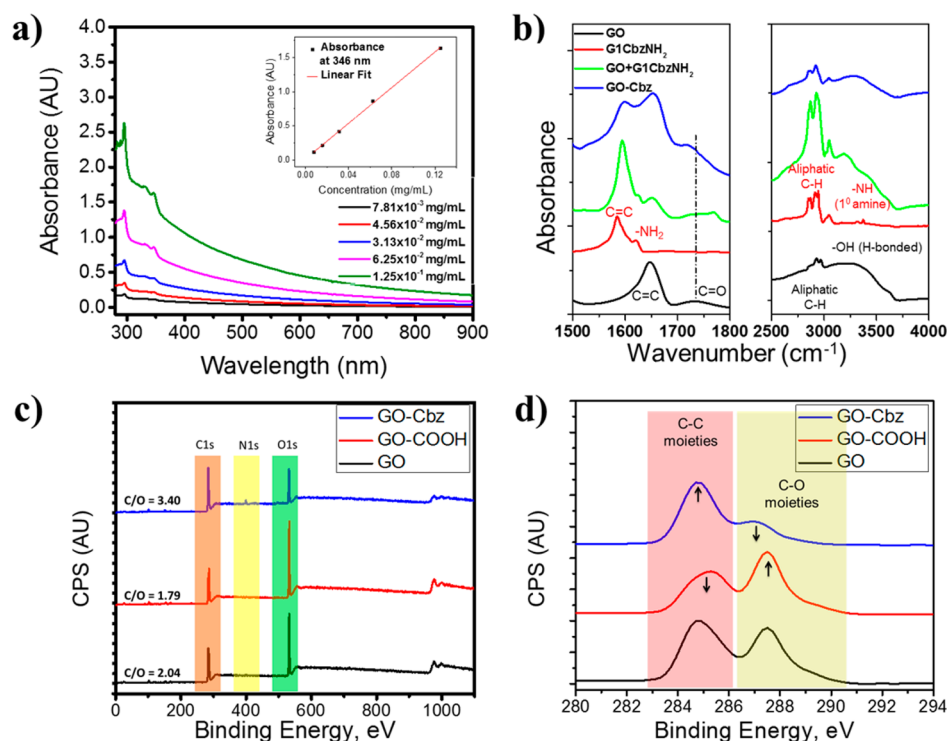 a)
4.0
3.5
3.0
2.5
2.0
1.5
1.0
0.5
0.0
Absorbance (AU)
300 400 500 600 700 800 900
Wavelength (nm)
1.5
1.0
0.5
0.0
Absorbance (AU)
Absorbance
at 346 nm
Linear Fit
0.00 0.04 0.08 0.12
Concentration (mg/mL)
7.81x10⁻³ mg/mL
4.56x10⁻² mg/mL
3.13x10⁻² mg/mL
6.25x10⁻² mg/mL
1.25x10⁻¹ mg/mL
b)
Absorbance
GO
G1CbzNH₂
GO+G1CbzNH₂
GO-Cbz
C=C
-NH₂
C=C
C=O
Aliphatic
C-H
-NH
(1⁰ amine)
-OH (H-bonded)
Aliphatic
C-H
1500 1600 1700 1800 2500 3000 3500 4000
Wavenumber (cm⁻¹)
c)
CPS (AU)
C1s N1s O1s
GO-Cbz
GO-COOH
GO
C/O = 3.40
C/O = 1.79
C/O = 2.04
0 200 400 600 800 1000
Binding Energy, eV
d)
CPS (AU)
C-C
moieties
GO-Cbz
GO-COOH
GO
C-O
moieties
280 282 284 286 288 290 292 294
Binding Energy, eV